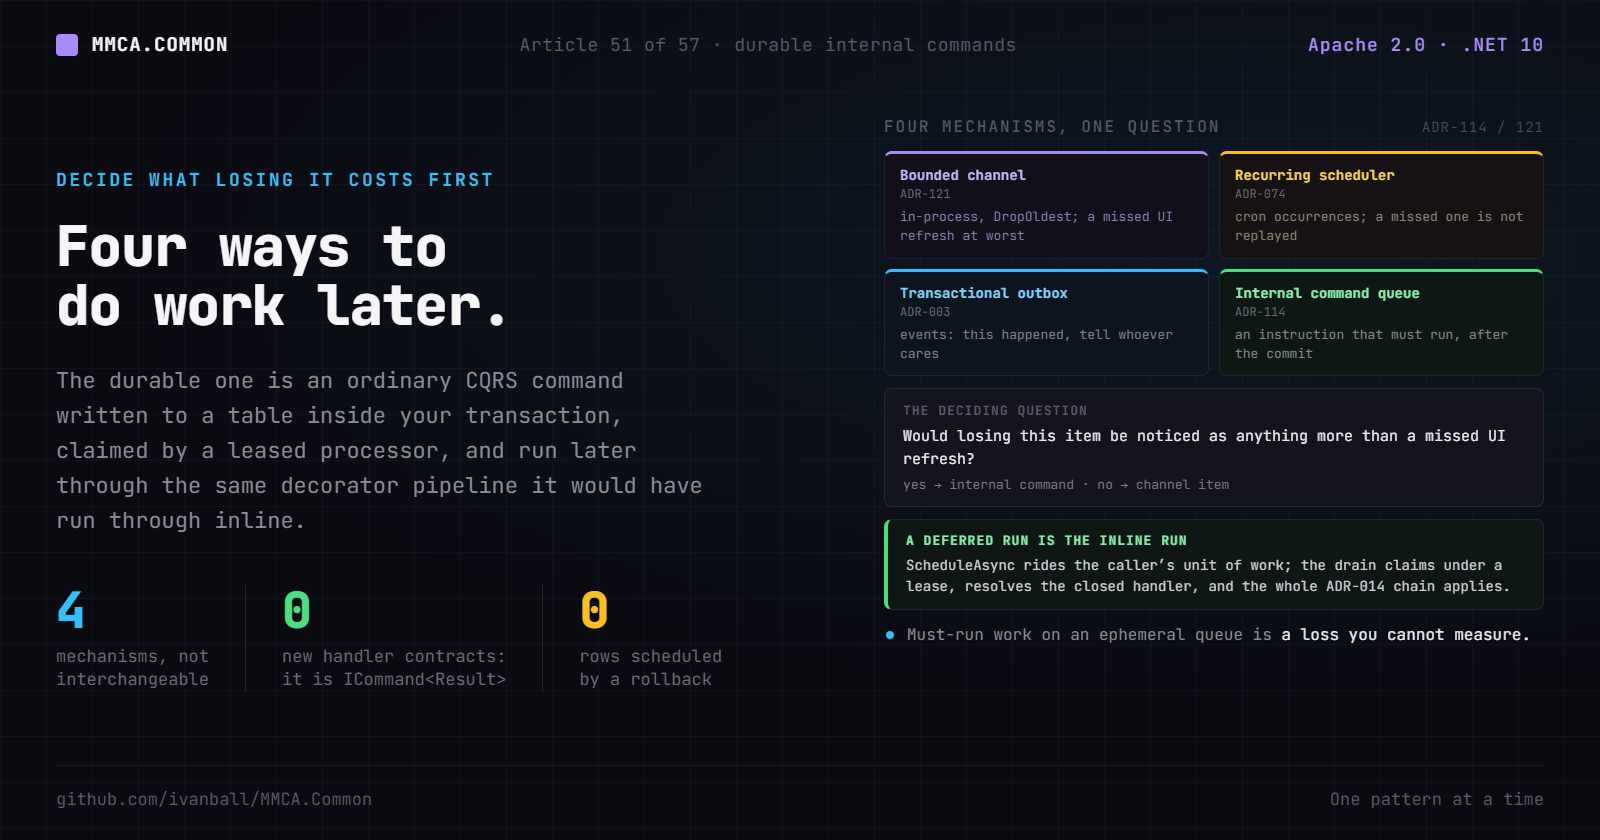 MMCA.COMMON
Article 51 of 57 · durable internal commands
Apache 2.0 · .NET 10
DECIDE WHAT LOSING IT COSTS FIRST
Four ways to
do work later.
The durable one is an ordinary CQRS command
written to a table inside your transaction,
claimed by a leased processor, and run later
through the same decorator pipeline it would have
run through inline.
4
mechanisms, not
interchangeable
0
new handler contracts:
it is ICommand<Result>
0
rows scheduled
by a rollback
FOUR MECHANISMS, ONE QUESTION
ADR-114 / 121
Bounded channel
ADR-121
in-process, DropOldest; a missed UI
refresh at worst
Recurring scheduler
ADR-074
cron occurrences; a missed one is not
replayed
Transactional outbox
ADR-003
events: this happened, tell whoever
cares
Internal command queue
ADR-114
an instruction that must run, after
the commit
THE DECIDING QUESTION
Would losing this item be noticed as anything more than a missed UI
refresh?
yes → internal command · no → channel item
A DEFERRED RUN IS THE INLINE RUN
ScheduleAsync rides the caller’s unit of work; the drain claims under a
lease, resolves the closed handler, and the whole ADR-014 chain applies.
Must-run work on an ephemeral queue is a loss you cannot measure.
github.com/ivanball/MMCA.Common
One pattern at a time